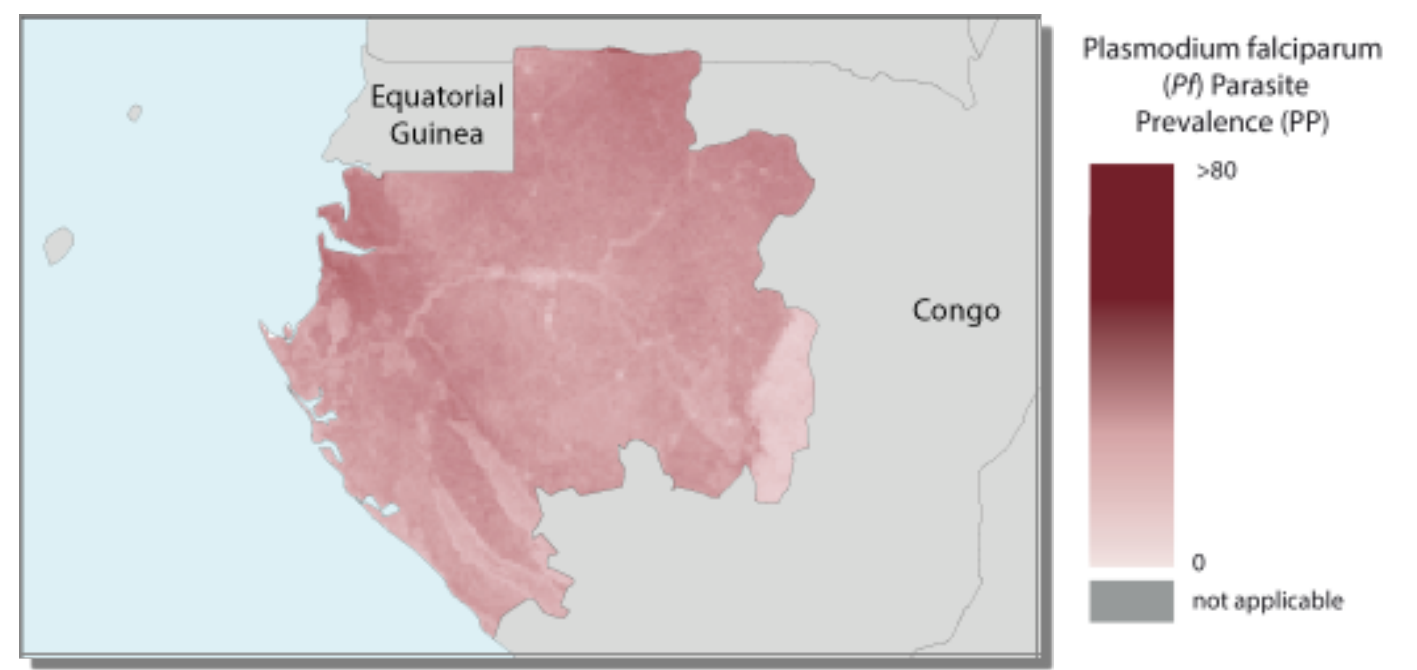 Equatorial
Guinea
Congo
Plasmodium falciparum
(Pf) Parasite
Prevalence (PP)
>80
0
not applicable